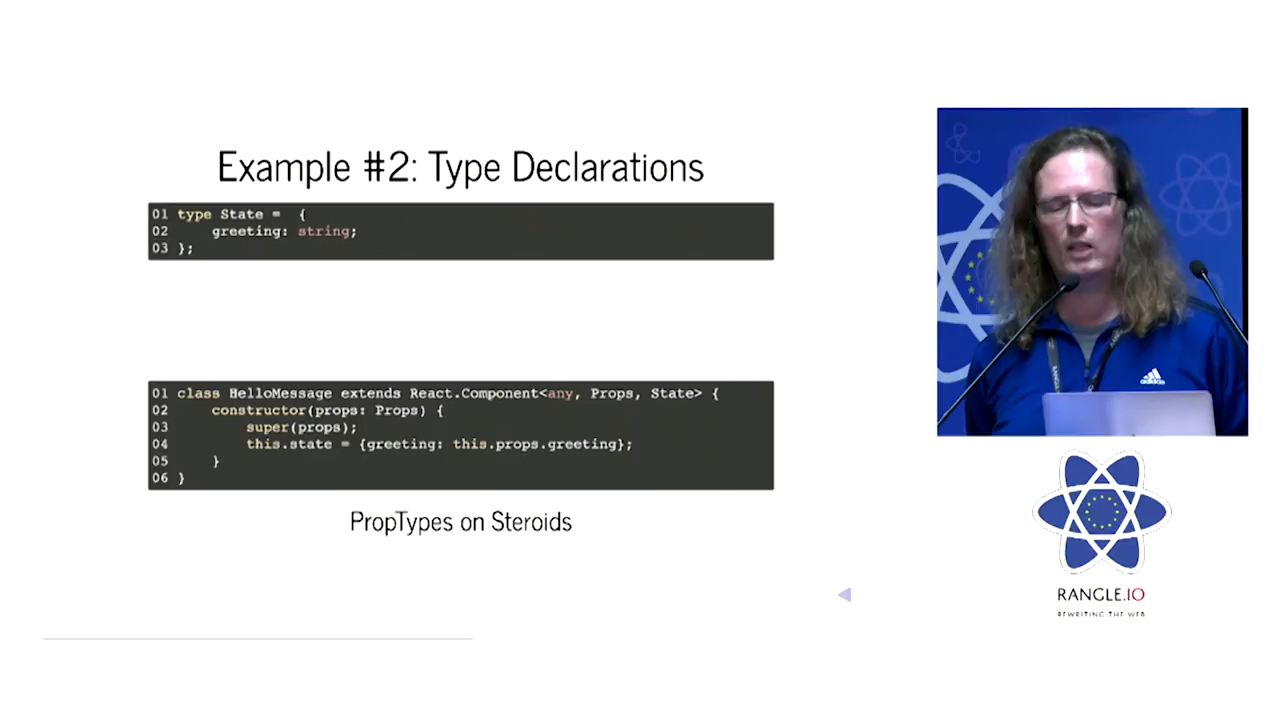 Example #2: Type Declarations
01 type State =  {
02     greeting: string;
03 };
01 class HelloMessage extends React.Component<any, Props, State> {
02     constructor(props: Props) {
03         super(props);
04         this.state = {greeting: this.props.greeting};
05     }
06 }
PropTypes on Steroids
adidas
RANGLE.IO
REWRITING THE WEB